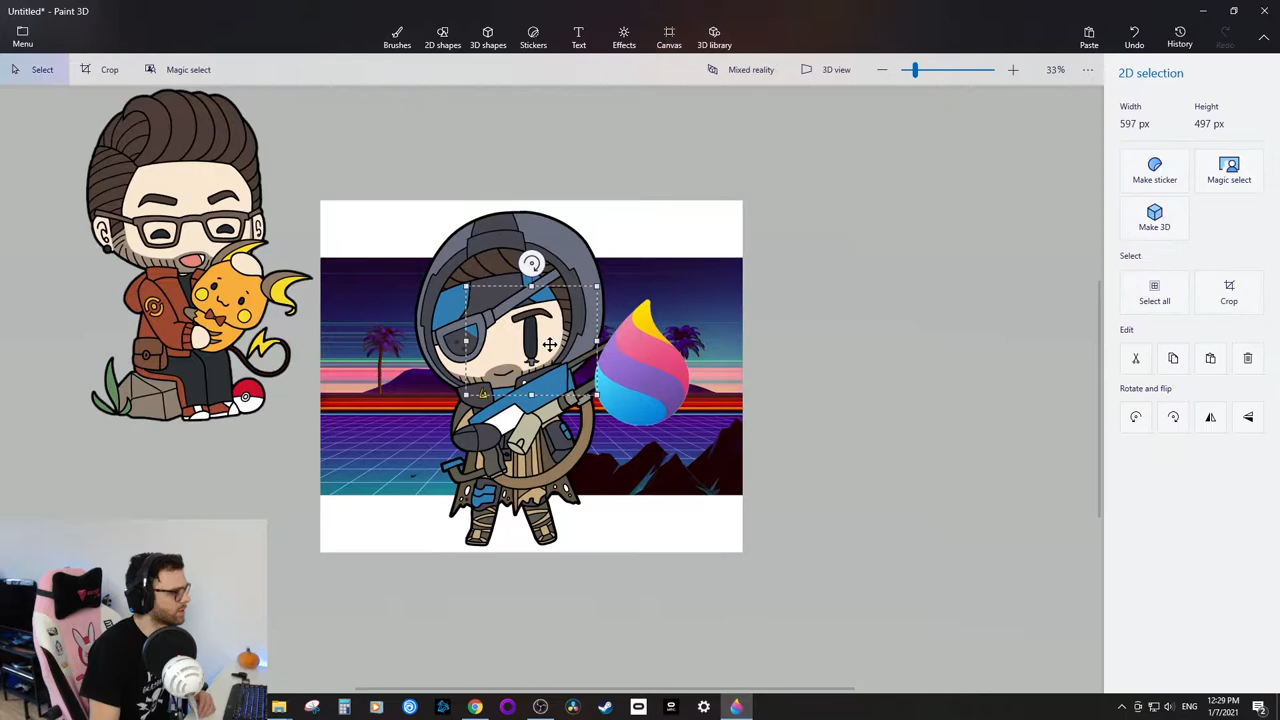 Untitled* - Paint 3D
Menu
Brushes
2D shapes
3D shapes
Stickers
Text
Effects
Canvas
3D library
Paste
Undo
History
Redo
Select
Crop
Magic select
Mixed reality
3D view
33%
2D selection
Width
Height
597 px
497 px
Make sticker
Magic select
Make 3D
Select
Select all
Crop
Edit
Rotate and flip
ENG
12:29 PM
1/7/2021
2